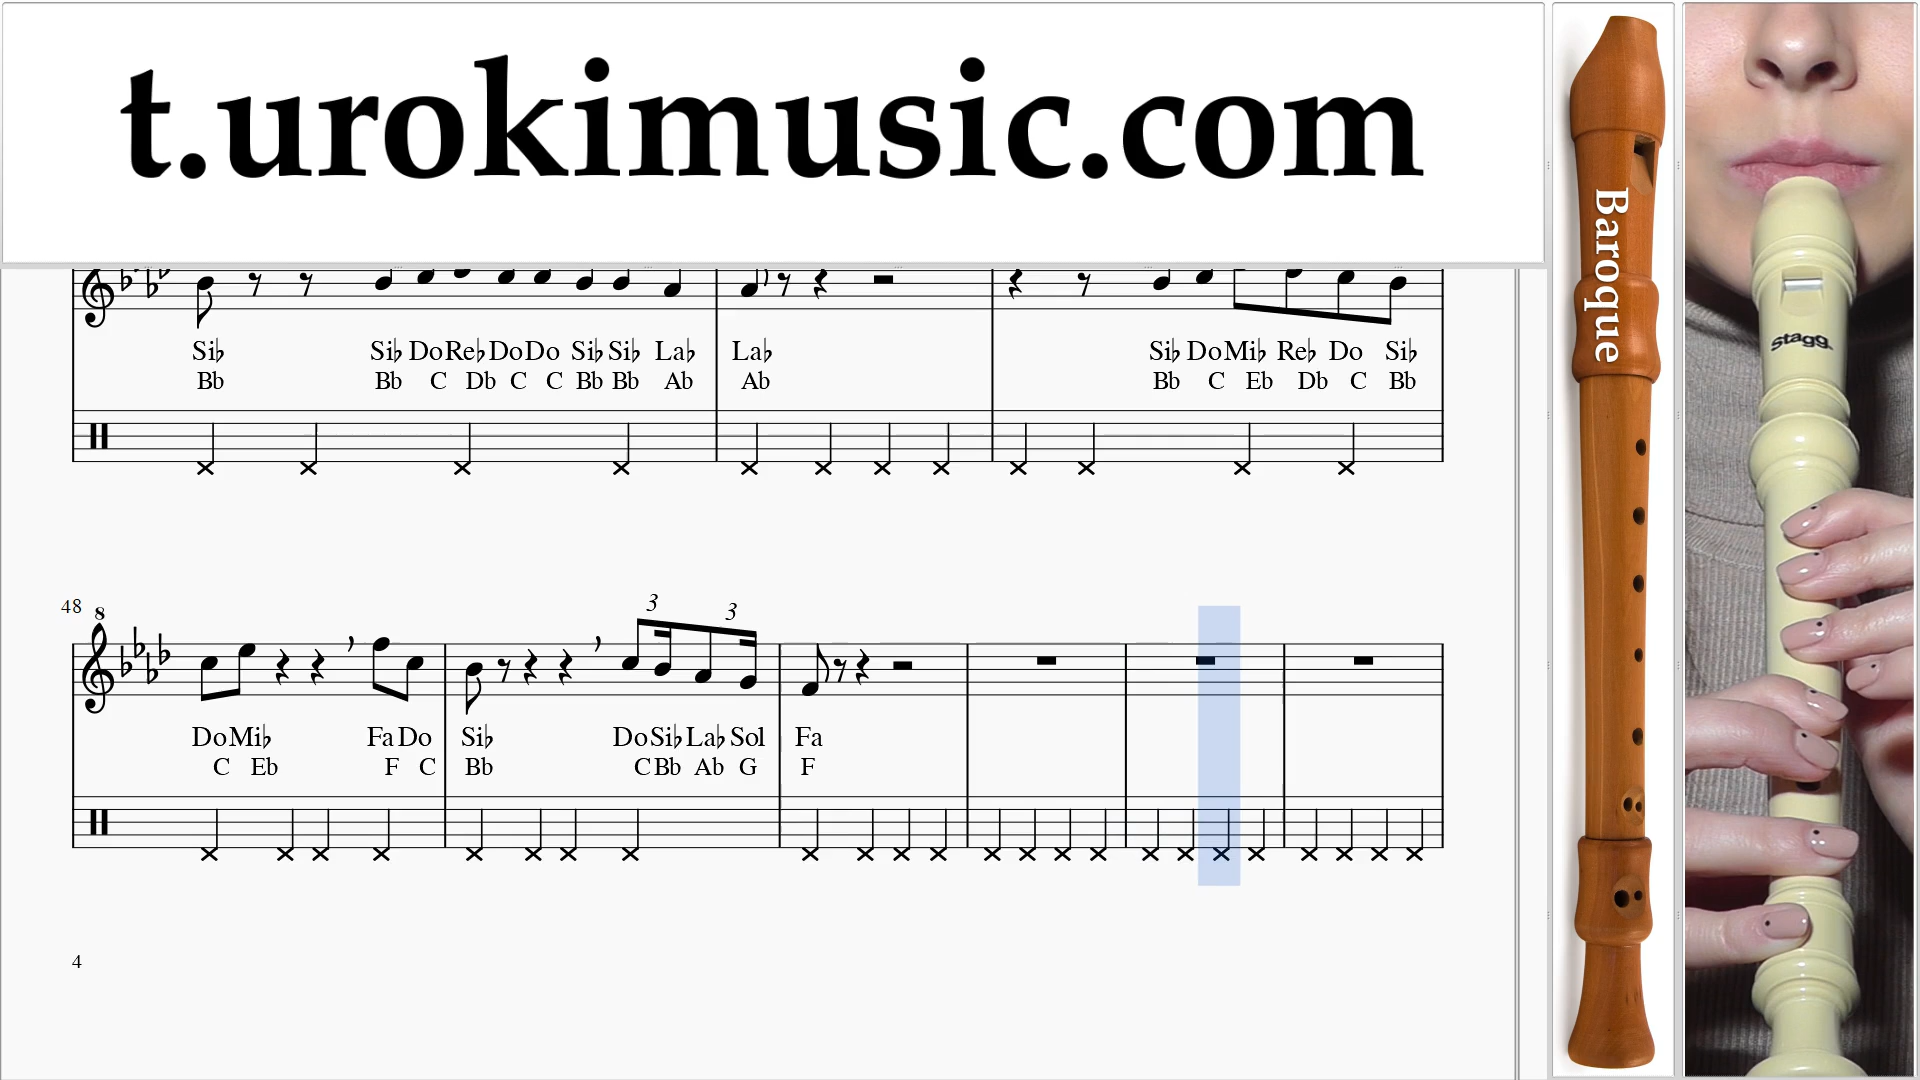 t.urokimusic.com
Baroque
Stagg
Si♭ Si♭ Do Re♭ Do Do Si♭ Si♭ La♭ La♭ Si♭ Do Mi♭ Re♭ Do Si♭
Bb Bb C Db C C Bb Bb Ab Ab Bb C Eb Db C Bb
48
8
3 3
Do Mi♭ Fa Do Si♭ Do Si♭ La♭ Sol Fa
C Eb F C Bb C Bb Ab G F
4